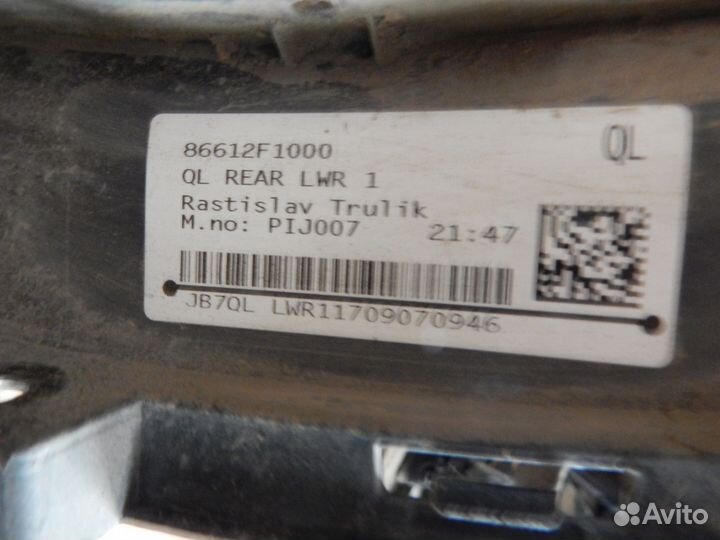 86612F1000 QL
QL REAR LWR 1
Rastislav Trulik
M.no: PIJ007 21:47
JB7QL LWR11709070946
Avito